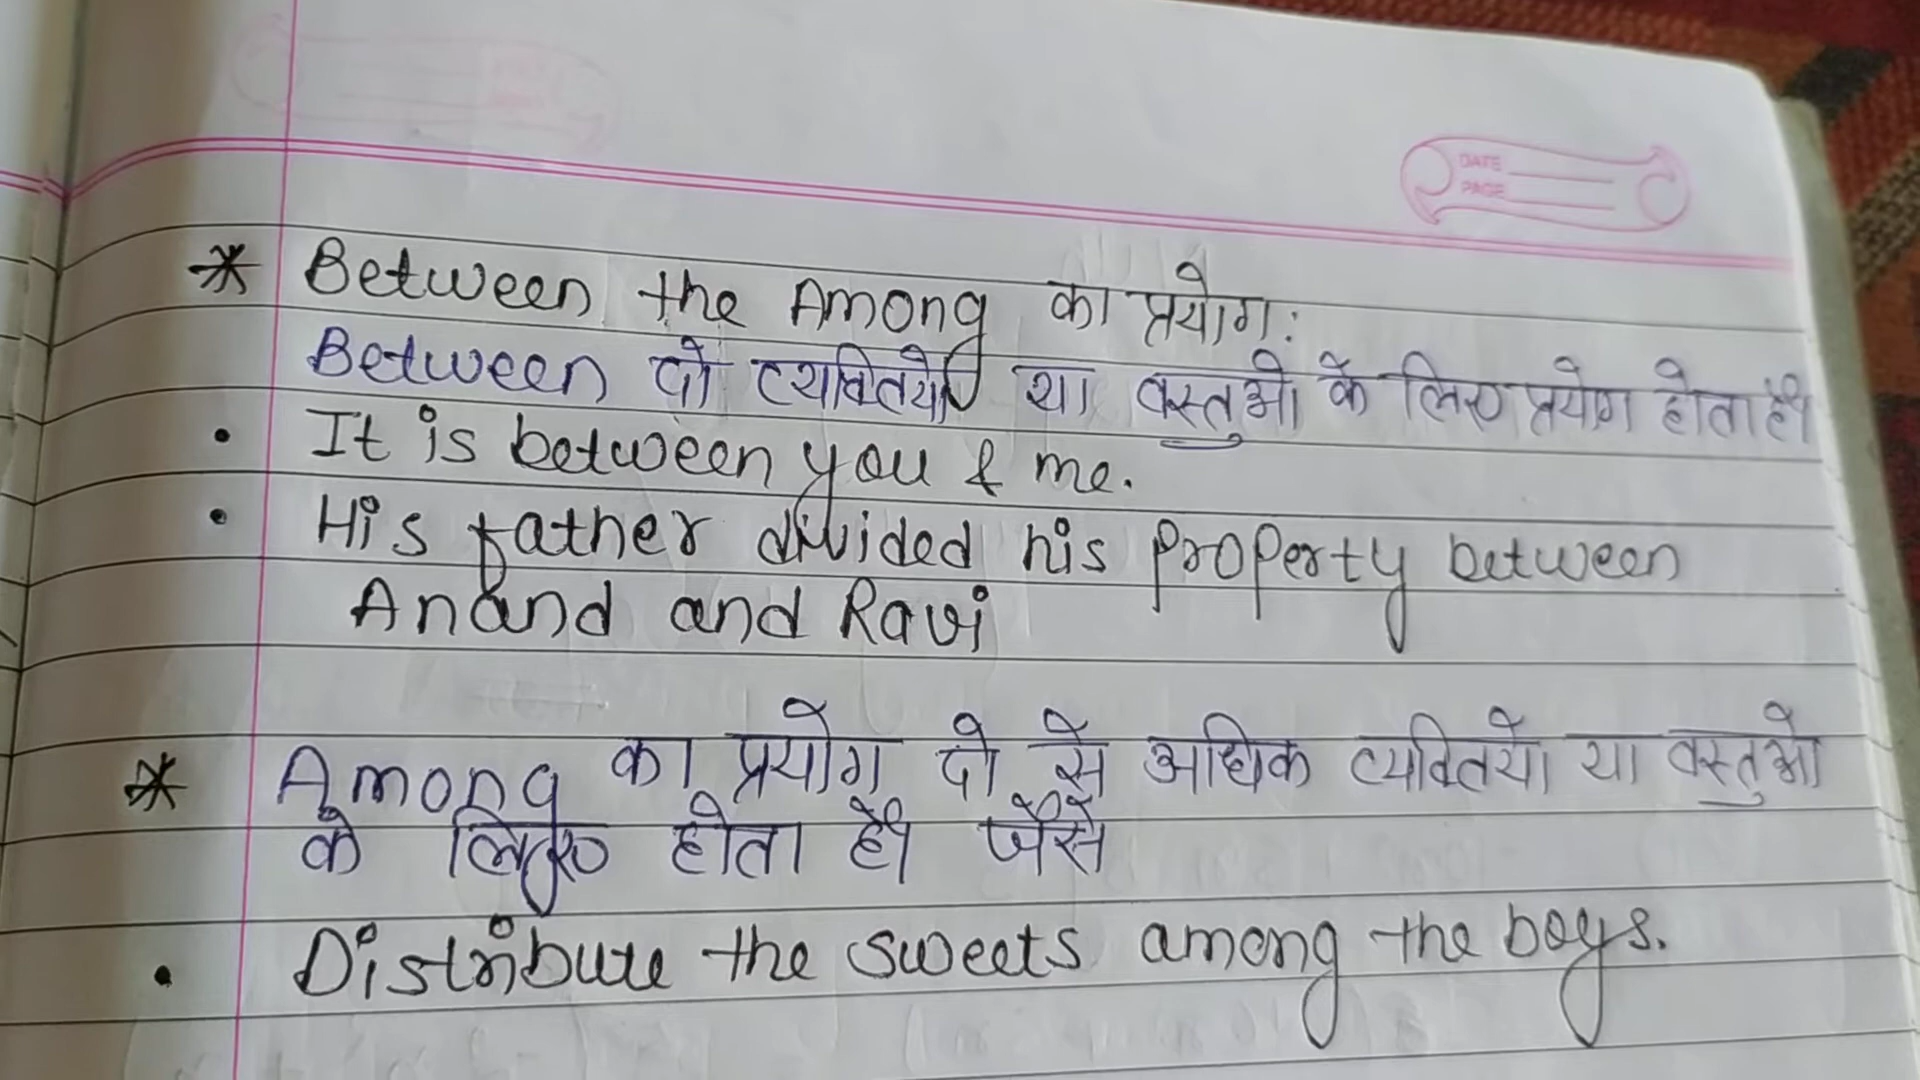 DATE
PAGE
* Between the Among का प्रयोग:
Between दो व्यक्तियो या वस्तुओ के लिए प्रयोग होता है।
• It is between you & me.
• His father divided his property between
Anand and Ravi
* Among का प्रयोग दो से अधिक व्यक्तियो या वस्तुओ
के लिए होता है। जैसे
• Distribute the sweets among the boys.